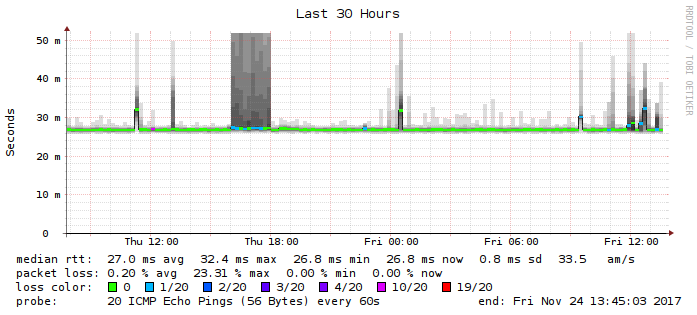 Last 30 Hours
RRDTOOL / TOBI OETIKER
Seconds
50 m
40 m
30 m
20 m
10 m
0
Thu 12:00 Thu 18:00 Fri 00:00 Fri 06:00 Fri 12:00
median rtt: 27.0 ms avg 32.4 ms max 26.8 ms min 26.8 ms now 0.8 ms sd 33.5 am/s
packet loss: 0.20 % avg 23.31 % max 0.00 % min 0.00 % now
loss color: 0 1/20 2/20 3/20 4/20 10/20 19/20
probe: 20 ICMP Echo Pings (56 Bytes) every 60s end: Fri Nov 24 13:45:03 2017